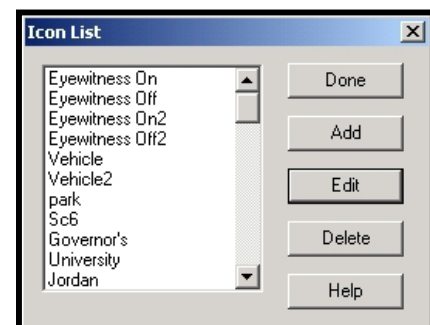 Icon List
Eyewitness On
Eyewitness Off
Eyewitness On2
Eyewitness Off2
Vehicle
Vehicle2
park
Sc6
Governor's
University
Jordan
Done
Add
Edit
Delete
Help